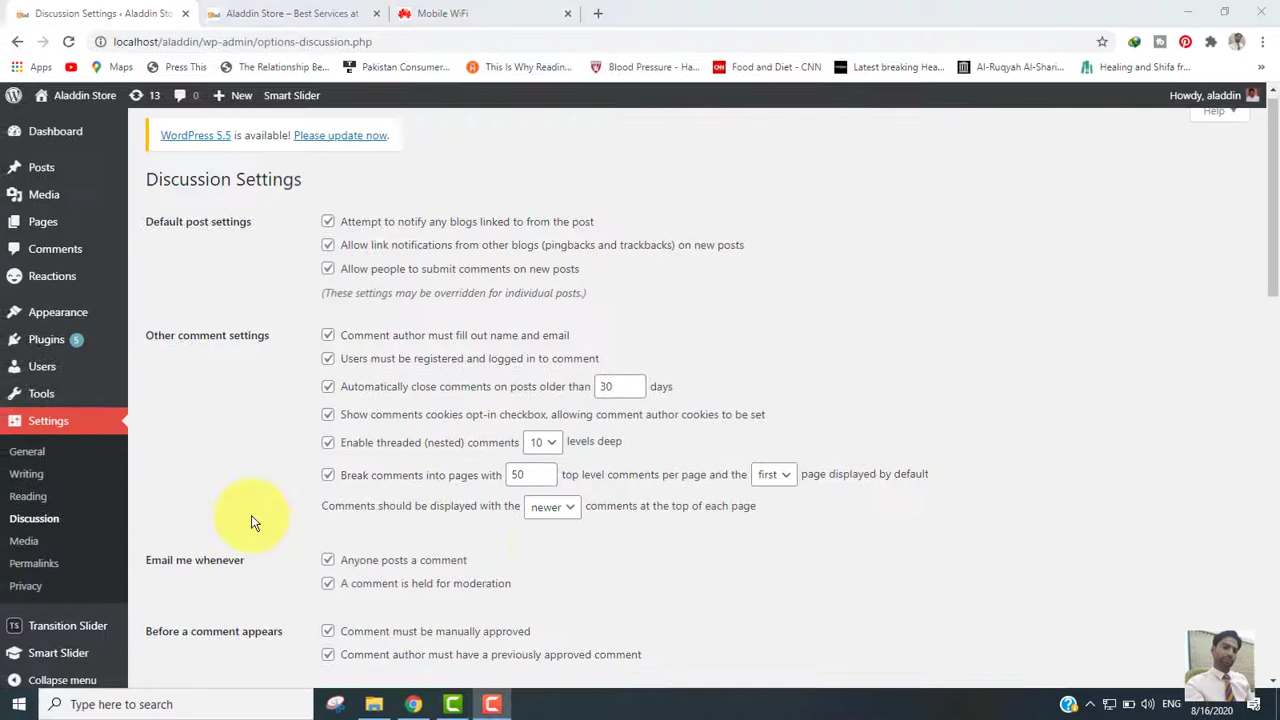 Discussion Settings ‹ Aladdin Sto
Aladdin Store – Best Services at
Mobile WiFi
localhost/aladdin/wp-admin/options-discussion.php
Apps
Maps
Press This
The Relationship Be...
Pakistan Consumer...
This Is Why Readin...
Blood Pressure - Ha...
Food and Diet - CNN
Latest breaking Hea...
Al-Ruqyah Al-Shari...
Healing and Shifa fr...
Aladdin Store
13
0
New
Smart Slider
Howdy, aladdin
Help
WordPress 5.5 is available! Please update now.
Dashboard
Posts
Media
Pages
Comments
Reactions
Appearance
Plugins 5
Users
Tools
Settings
General
Writing
Reading
Discussion
Media
Permalinks
Privacy
TS Transition Slider
Smart Slider
Collapse menu
Discussion Settings
Default post settings
Attempt to notify any blogs linked to from the post
Allow link notifications from other blogs (pingbacks and trackbacks) on new posts
Allow people to submit comments on new posts
(These settings may be overridden for individual posts.)
Other comment settings
Comment author must fill out name and email
Users must be registered and logged in to comment
Automatically close comments on posts older than 30 days
Show comments cookies opt-in checkbox, allowing comment author cookies to be set
Enable threaded (nested) comments 10 levels deep
Break comments into pages with 50 top level comments per page and the first page displayed by default
Comments should be displayed with the newer comments at the top of each page
Email me whenever
Anyone posts a comment
A comment is held for moderation
Before a comment appears
Comment must be manually approved
Comment author must have a previously approved comment
Type here to search
ENG
8/16/2020